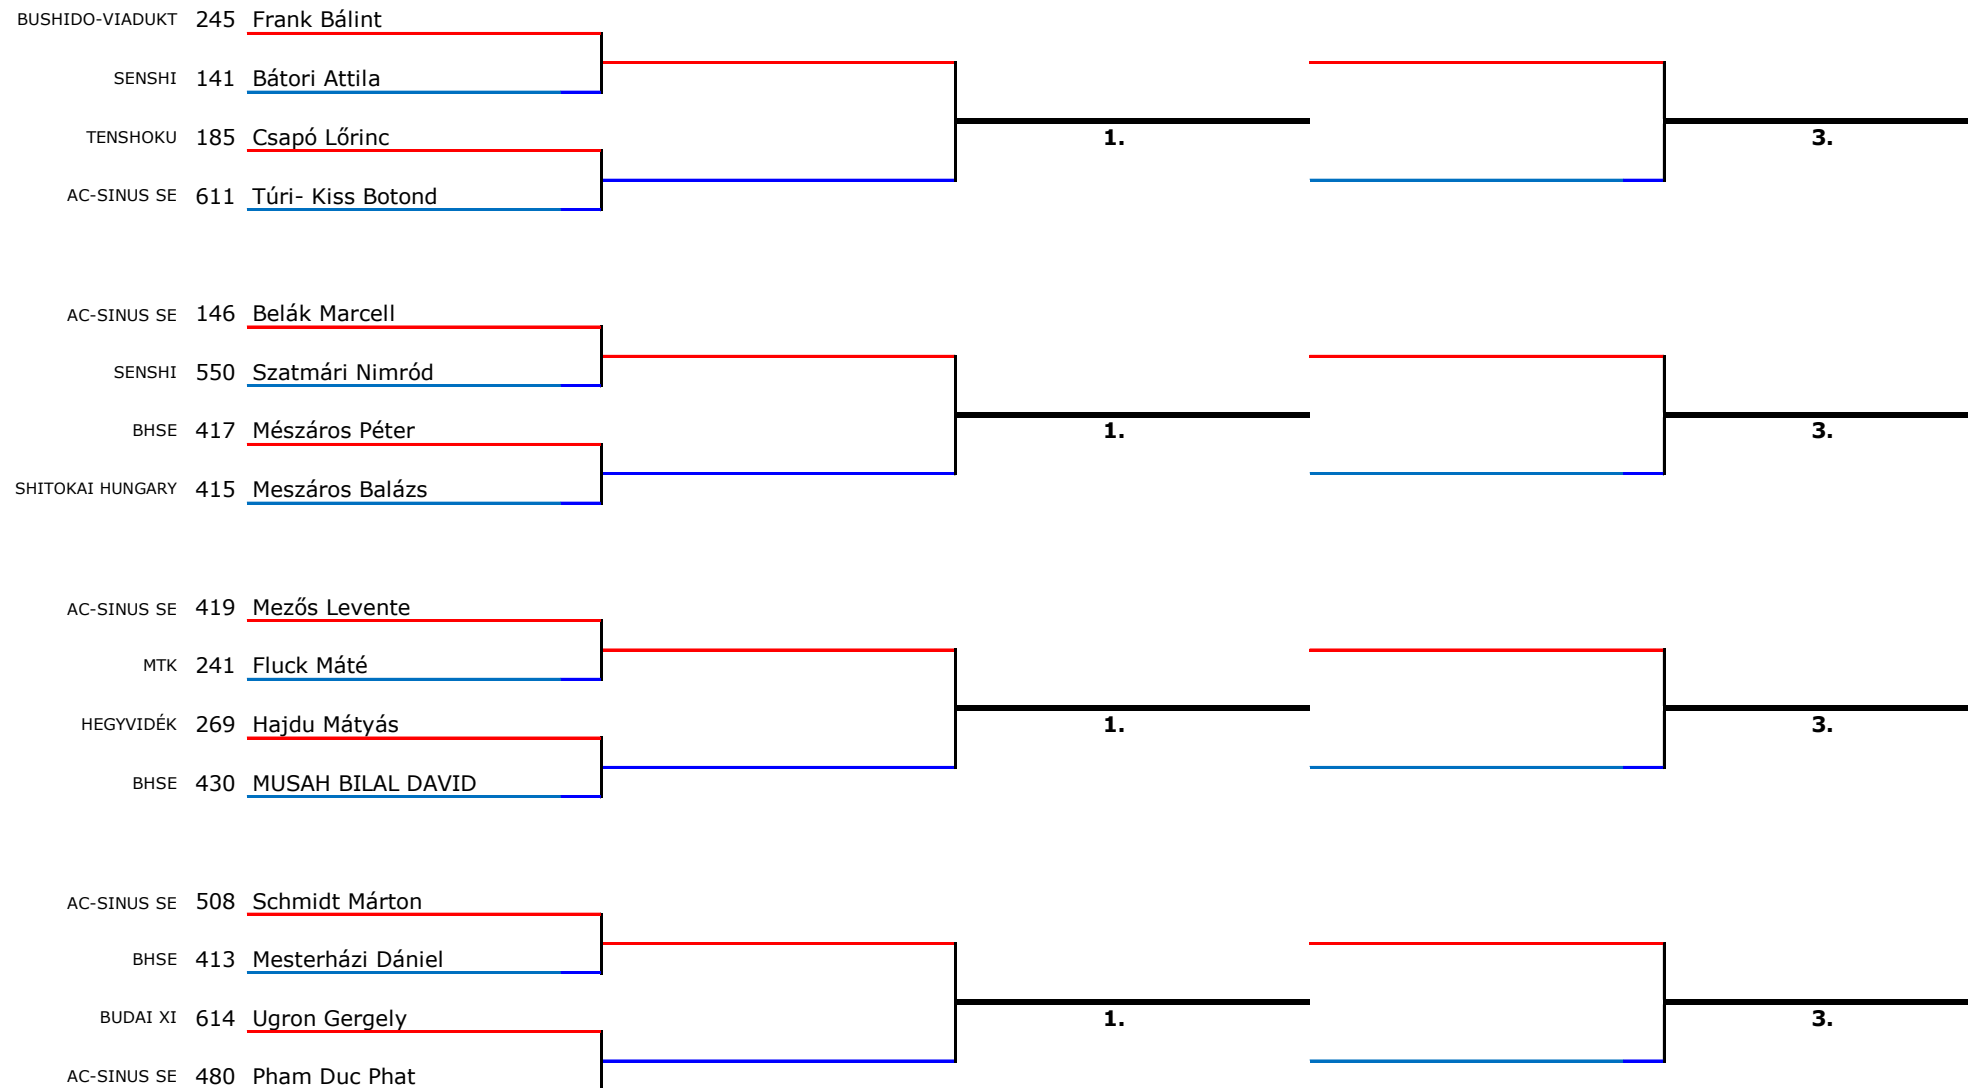 BUSHIDO-VIADUKT 245 Frank Bálint
SENSHI 141 Bátori Attila
TENSHOKU 185 Csapó Lőrinc 1. 3.
AC-SINUS SE 611 Túri- Kiss Botond
AC-SINUS SE 146 Belák Marcell
SENSHI 550 Szatmári Nimród
BHSE 417 Mészáros Péter 1. 3.
SHITOKAI HUNGARY 415 Meszáros Balázs
AC-SINUS SE 419 Mezős Levente
MTK 241 Fluck Máté
HEGYVIDÉK 269 Hajdu Mátyás 1. 3.
BHSE 430 MUSAH BILAL DAVID
AC-SINUS SE 508 Schmidt Márton
BHSE 413 Mesterházi Dániel
BUDAI XI 614 Ugron Gergely 1. 3.
AC-SINUS SE 480 Pham Duc Phat